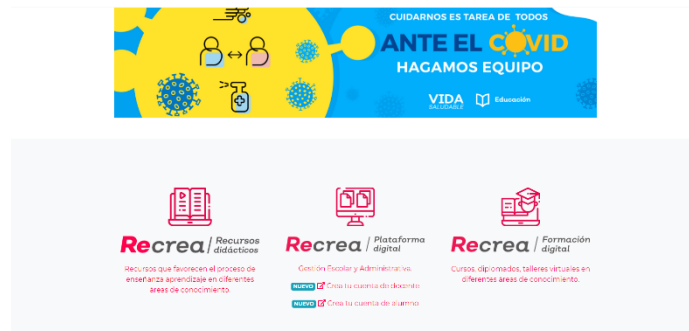 CUIDARNOS ES TAREA DE TODOS
ANTE EL COVID
HAGAMOS EQUIPO
VIDA
SALUDABLE
Educación
Recrea | Recursos didácticos
Recursos que favorecen el proceso de
enseñanza aprendizaje en diferentes
áreas de conocimiento.
Recrea | Plataforma digital
Gestión Escolar y Administrativa.
NUEVO Crea tu cuenta de docente
NUEVO Crea tu cuenta de alumno
Recrea | Formación digital
Cursos, diplomados, talleres virtuales en
diferentes áreas de conocimiento.